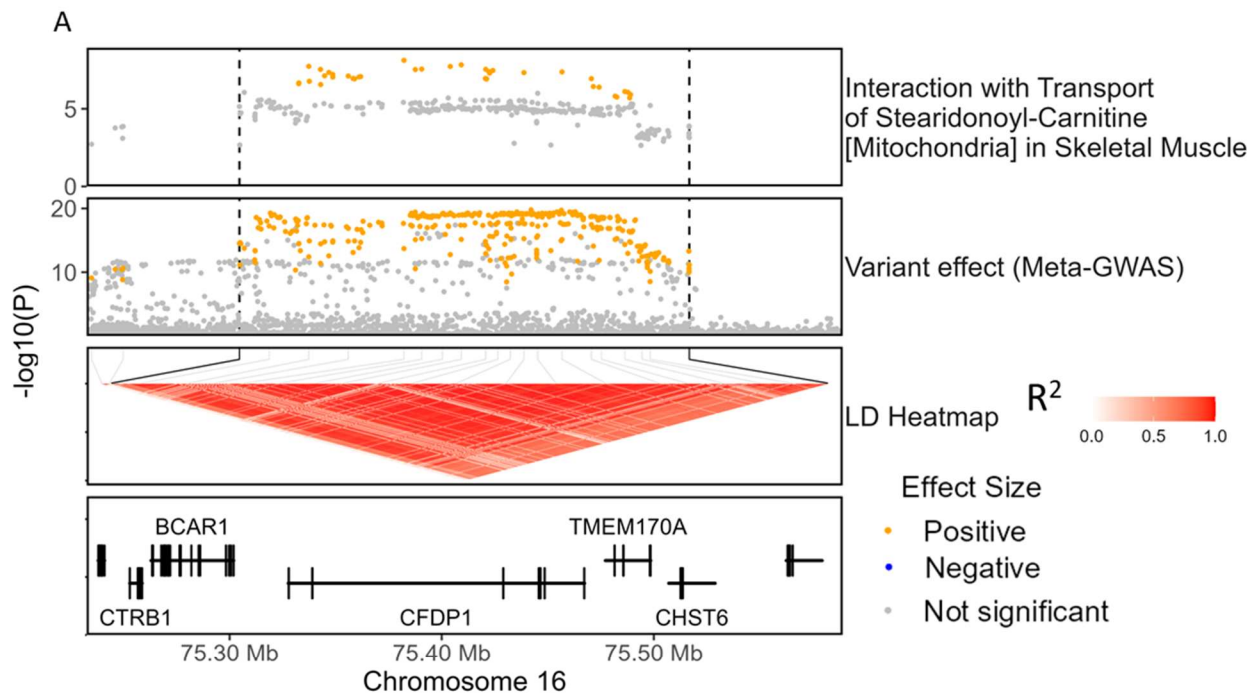 A
Interaction with Transport
of Stearidonoyl-Carnitine
[Mitochondria] in Skeletal Muscle
5
0
20
10
Variant effect (Meta-GWAS)
-log10(P)
LD Heatmap
R²
0.0 0.5 1.0
Effect Size
Positive
Negative
Not significant
BCAR1
TMEM170A
CTRB1
CFDP1
CHST6
75.30 Mb
75.40 Mb
75.50 Mb
Chromosome 16